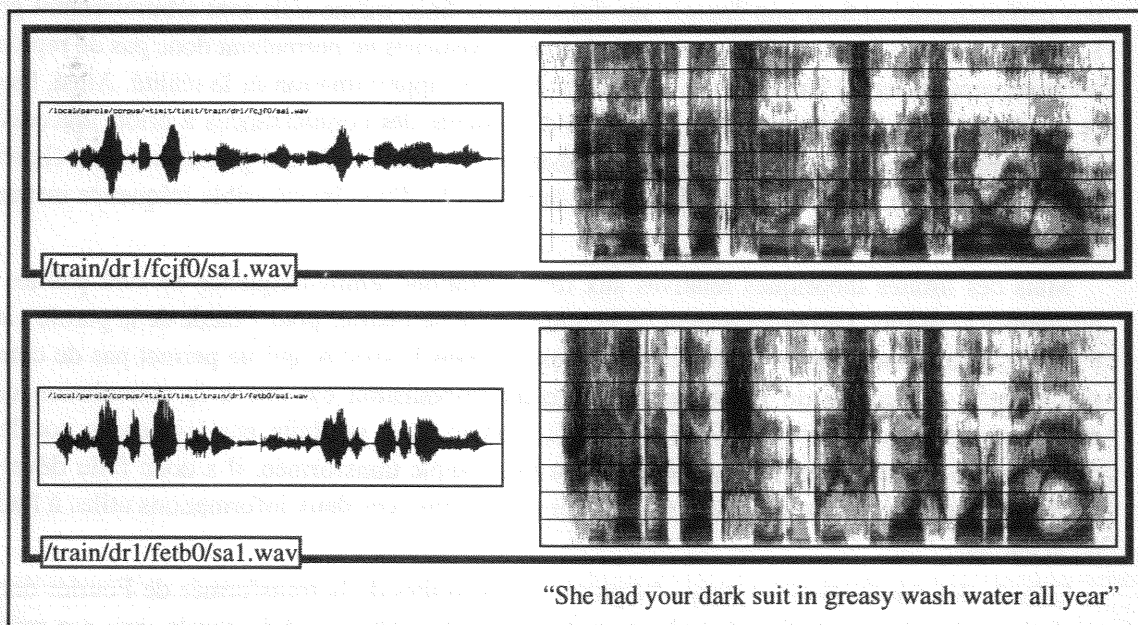 /local/parole/corpus/ntimit/timit/train/dr1/fcjf0/sa1.wav
/train/dr1/fcjf0/sa1.wav
/local/parole/corpus/ntimit/timit/train/dr1/fetb0/sa1.wav
/train/dr1/fetb0/sa1.wav
“She had your dark suit in greasy wash water all year”